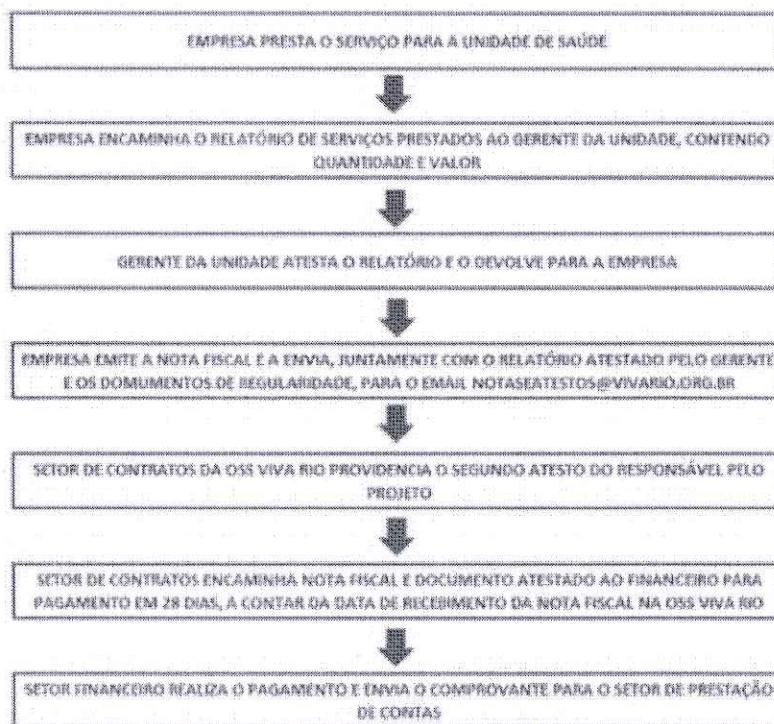 EMPRESA PRESTA O SERVIÇO PARA A UNIDADE DE SAÚDE
EMPRESA ENCAMINHA O RELATÓRIO DE SERVIÇOS PRESTADOS AO GERENTE DA UNIDADE, CONTENDO
QUANTIDADE E VALOR
GERENTE DA UNIDADE ATESTA O RELATÓRIO E O DEVOLVE PARA A EMPRESA
EMPRESA EMITE A NOTA FISCAL E A ENVIA, JUNTAMENTE COM O RELATÓRIO ATESTADO PELO GERENTE
E OS DOMUMENTOS DE REGULARIDADE, PARA O EMAIL NOTASEATESTOS@VIVARIO.ORG.BR
SETOR DE CONTRATOS DA OSS VIVA RIO PROVIDENCIA O SEGUNDO ATESTO DO RESPONSÁVEL PELO
PROJETO
SETOR DE CONTRATOS ENCAMINHA NOTA FISCAL E DOCUMENTO ATESTADO AO FINANCEIRO PARA
PAGAMENTO EM 28 DIAS, A CONTAR DA DATA DE RECEBIMENTO DA NOTA FISCAL NA OSS VIVA RIO
SETOR FINANCEIRO REALIZA O PAGAMENTO E ENVIA O COMPROVANTE PARA O SETOR DE PRESTAÇÃO
DE CONTAS